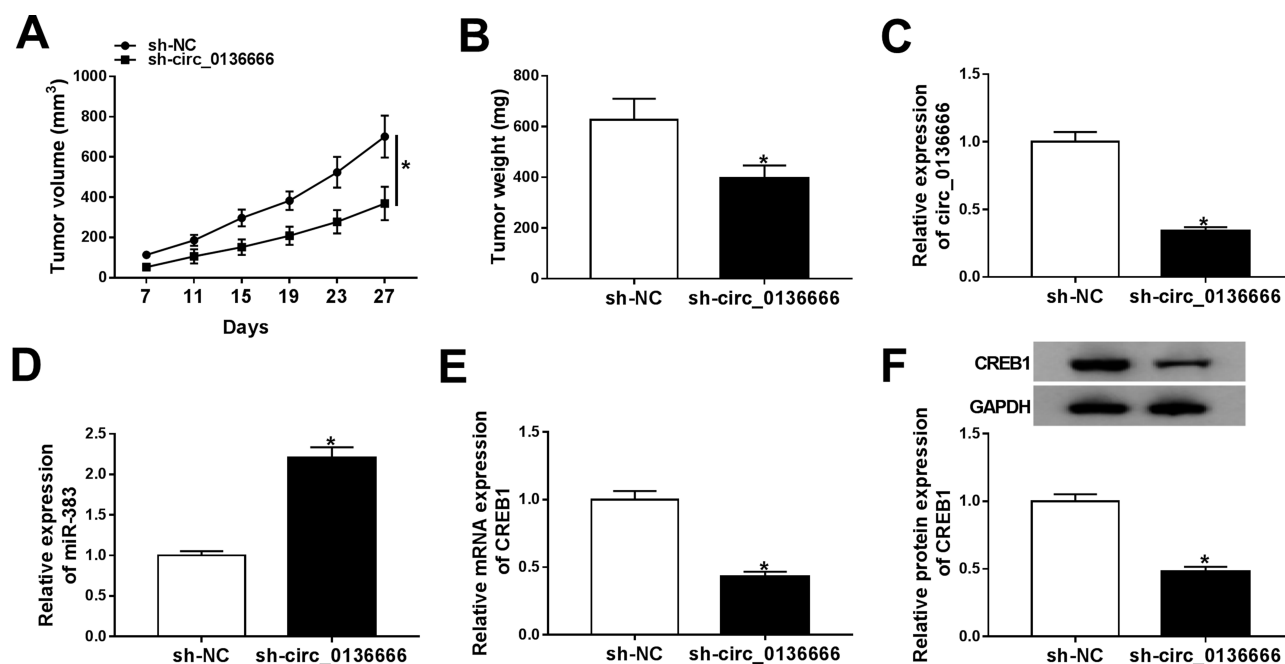 A
sh-NC
sh-circ_0136666
Tumor volume (mm³)
1000
800
600
400
200
0
*
7 11 15 19 23 27
Days
B
Tumor weight (mg)
800
600
400
200
0
*
sh-NC sh-circ_0136666
C
Relative expression
of circ_0136666
1.5
1.0
0.5
0.0
*
sh-NC sh-circ_0136666
D
Relative expression
of miR-383
2.5
2.0
1.5
1.0
0.5
0.0
*
sh-NC sh-circ_0136666
E
Relative mRNA expression
of CREB1
1.5
1.0
0.5
0.0
*
sh-NC sh-circ_0136666
F
CREB1
GAPDH
Relative protein expression
of CREB1
1.5
1.0
0.5
0.0
*
sh-NC sh-circ_0136666